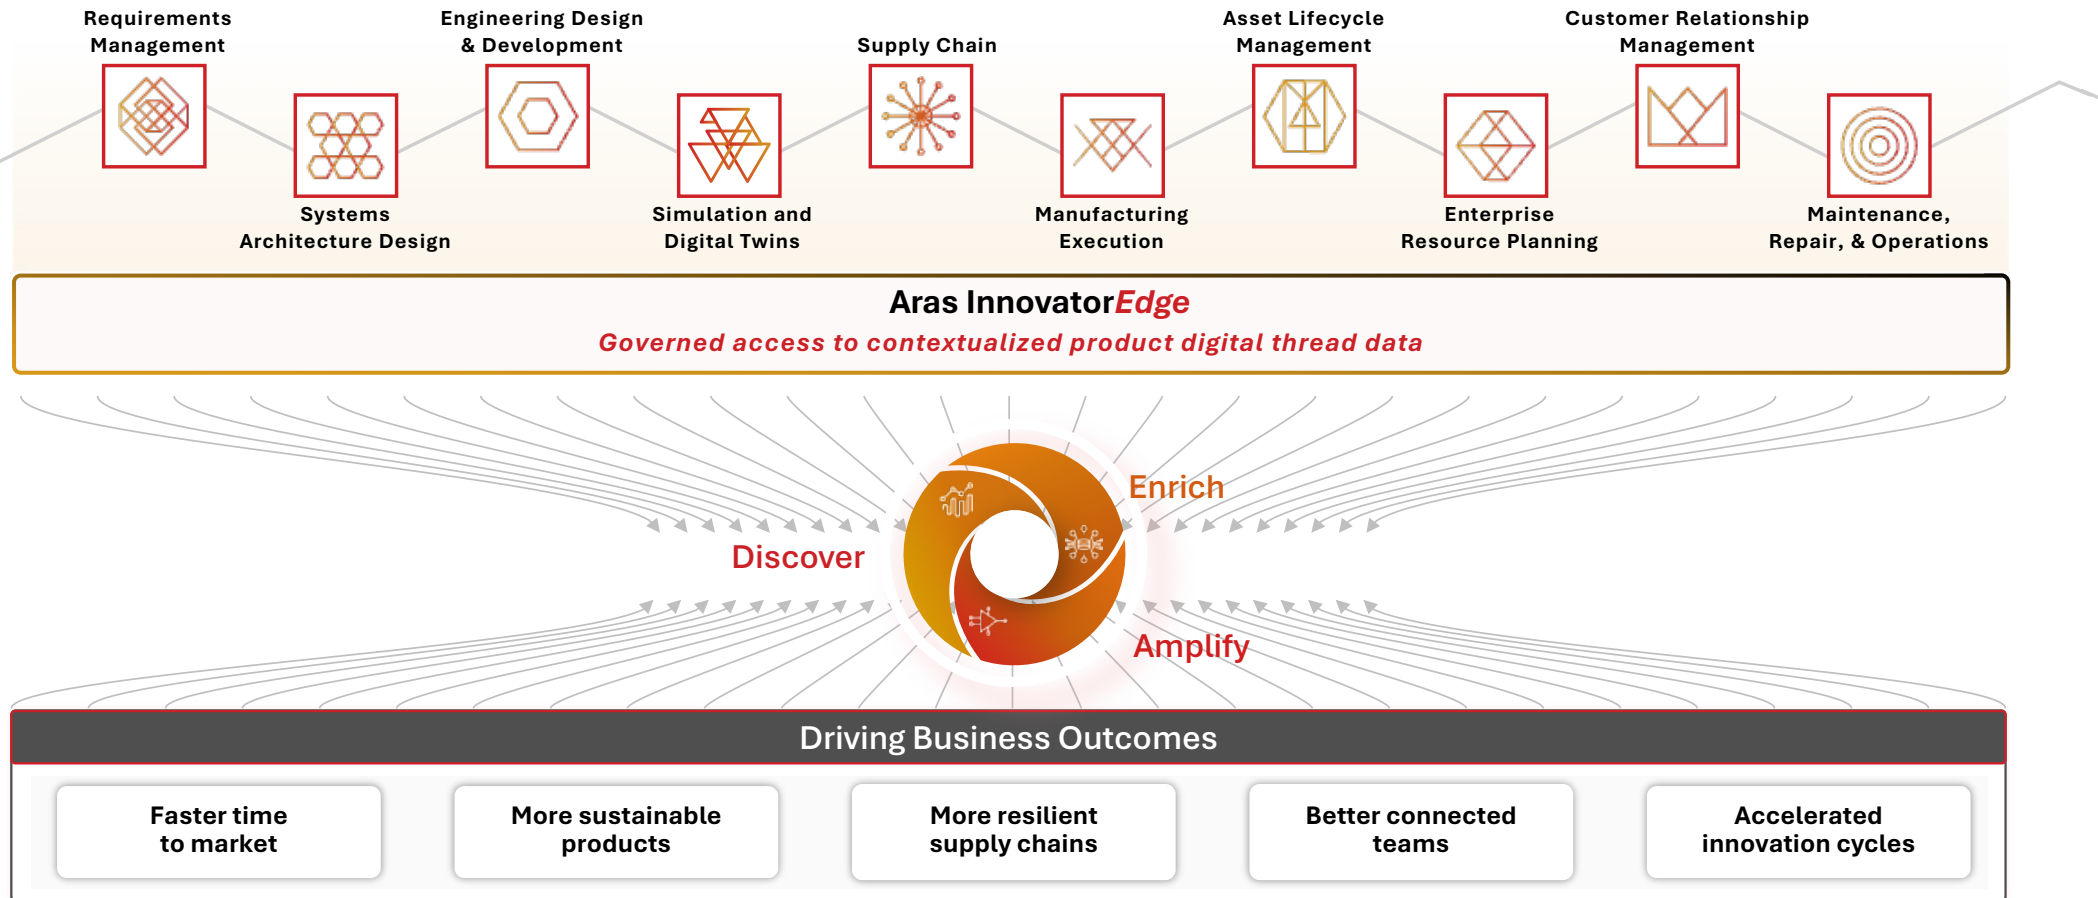 Requirements
Management
Engineering Design
& Development
Supply Chain
Asset Lifecycle
Management
Customer Relationship
Management
Systems
Architecture Design
Simulation and
Digital Twins
Manufacturing
Execution
Enterprise
Resource Planning
Maintenance,
Repair, & Operations
Aras InnovatorEdge
Governed access to contextualized product digital thread data
Enrich
Discover
Amplify
Driving Business Outcomes
Faster time
to market
More sustainable
products
More resilient
supply chains
Better connected
teams
Accelerated
innovation cycles